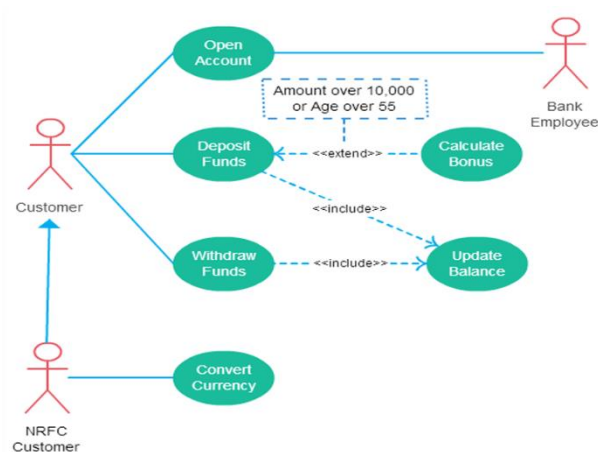 Open
Account
Amount over 10,000
or Age over 55
Bank
Employee
Deposit
Funds
<<extend>>
Calculate
Bonus
Customer
<<include>>
Withdraw
Funds
<<include>>
Update
Balance
Convert
Currency
NRFC
Customer